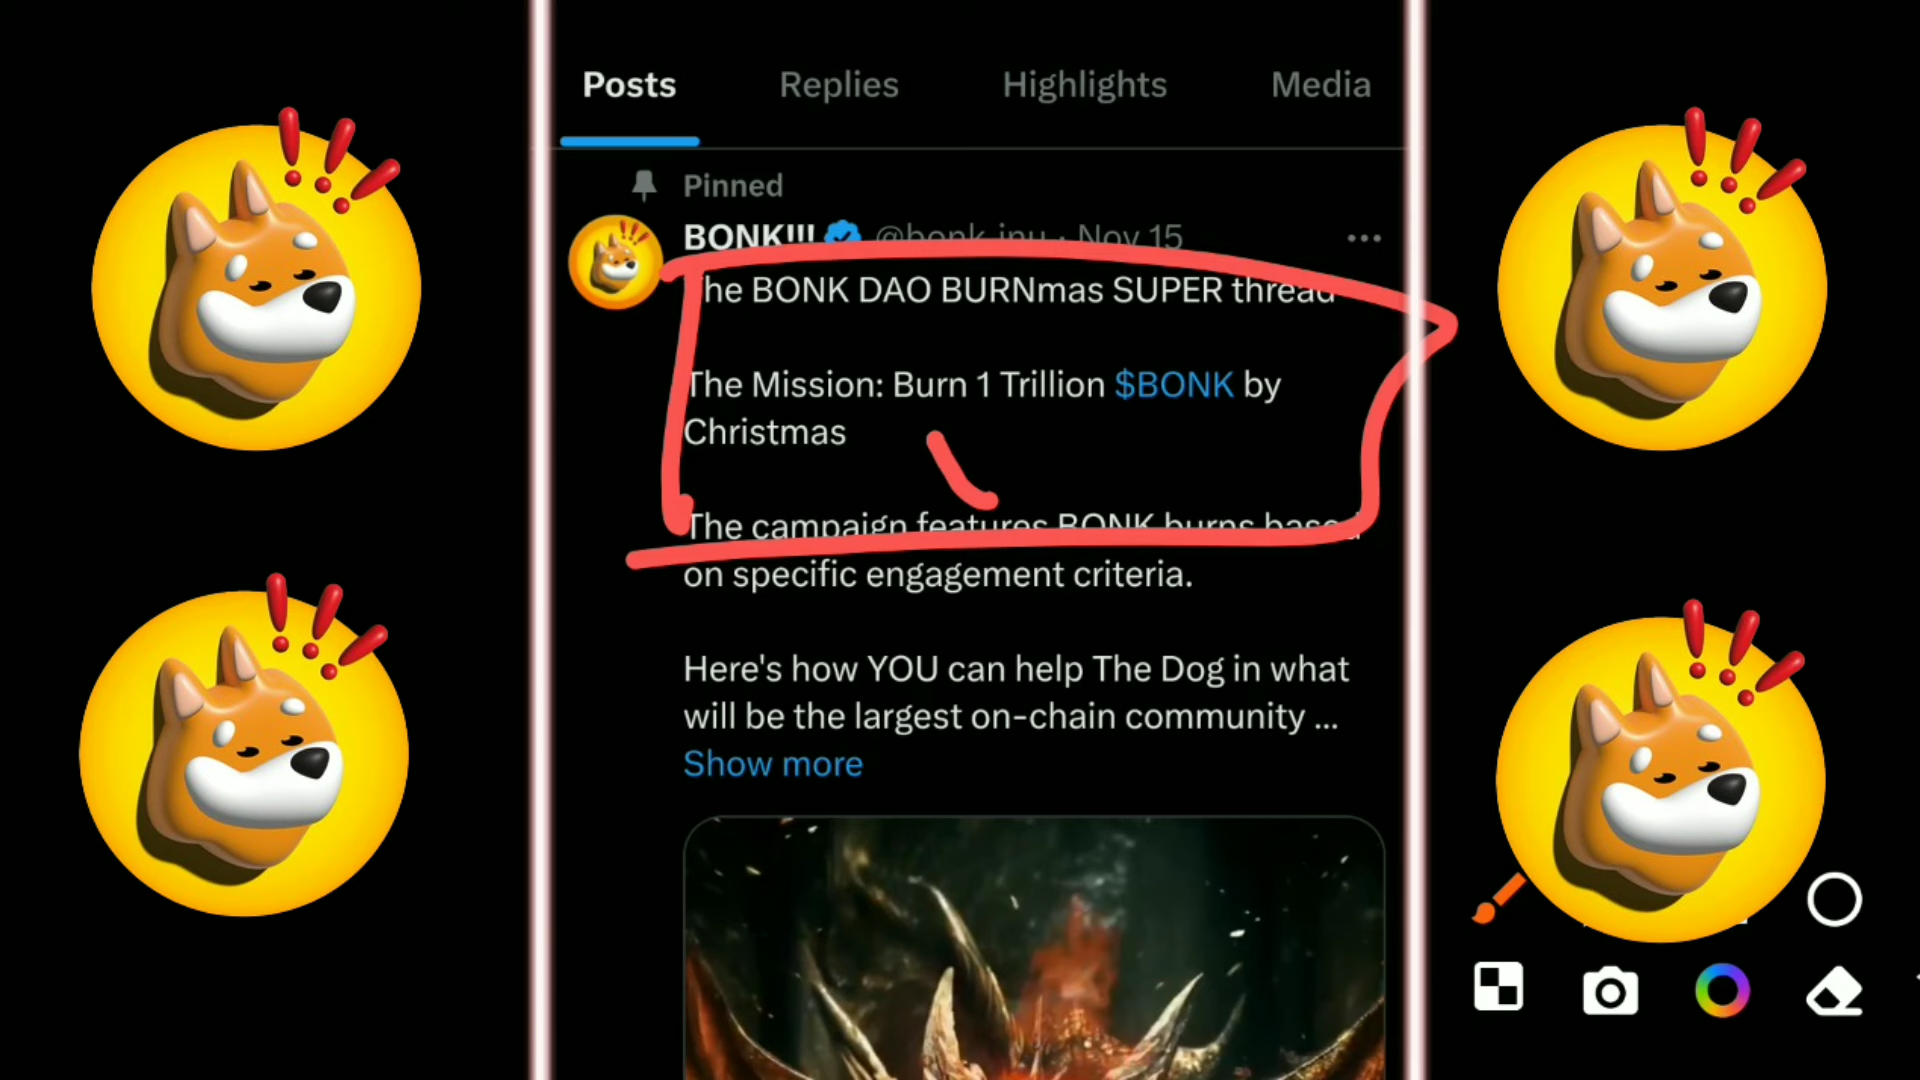 Posts Replies Highlights Media
Pinned
BONK!!! @bonk_inu · Nov 15
The BONK DAO BURNmas SUPER thread
The Mission: Burn 1 Trillion $BONK by
Christmas
The campaign features BONK burns based
on specific engagement criteria.
Here's how YOU can help The Dog in what
will be the largest on-chain community ...
Show more